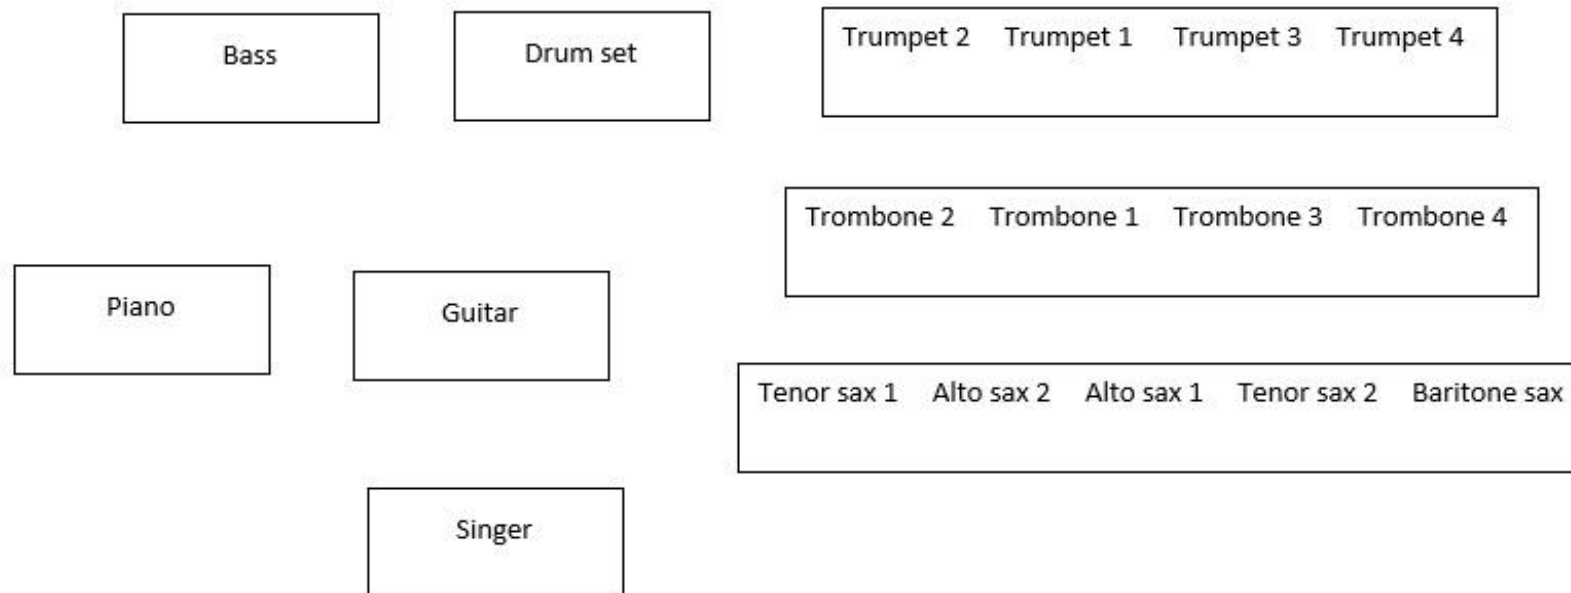 Bass
Drum set
Trumpet 2 Trumpet 1 Trumpet 3 Trumpet 4
Trombone 2 Trombone 1 Trombone 3 Trombone 4
Piano
Guitar
Tenor sax 1 Alto sax 2 Alto sax 1 Tenor sax 2 Baritone sax
Singer